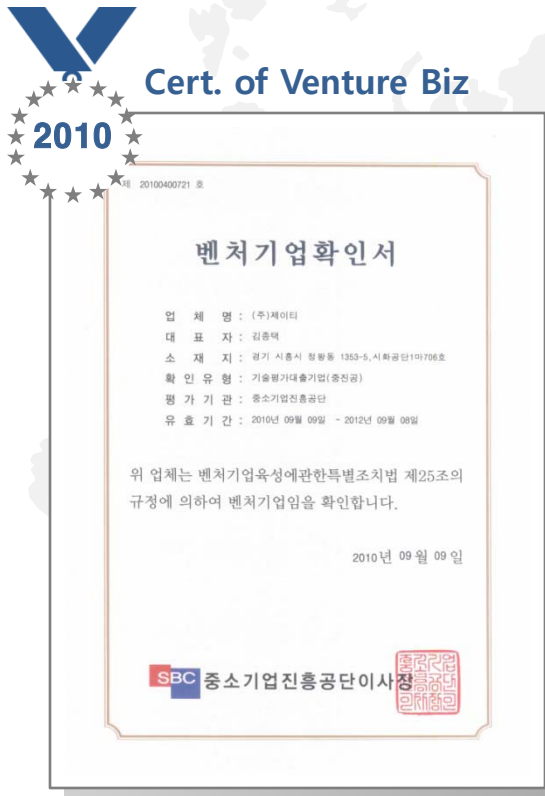 Cert. of Venture Biz
2010
제 20100400721 호
벤처기업확인서
업 체 명 : (주)제이티
대 표 자 : 김종택
소 재 지 : 경기 시흥시 정왕동 1353-5,시화공단1마706호
확 인 유 형 : 기술평가대출기업(중진공)
평 가 기 관 : 중소기업진흥공단
유 효 기 간 : 2010년 09월 09일 ~ 2012년 09월 08일
위 업체는 벤처기업육성에관한특별조치법 제25조의
규정에 의하여 벤처기업임을 확인합니다.
2010년 09월 09일
SBC 중소기업진흥공단이사장